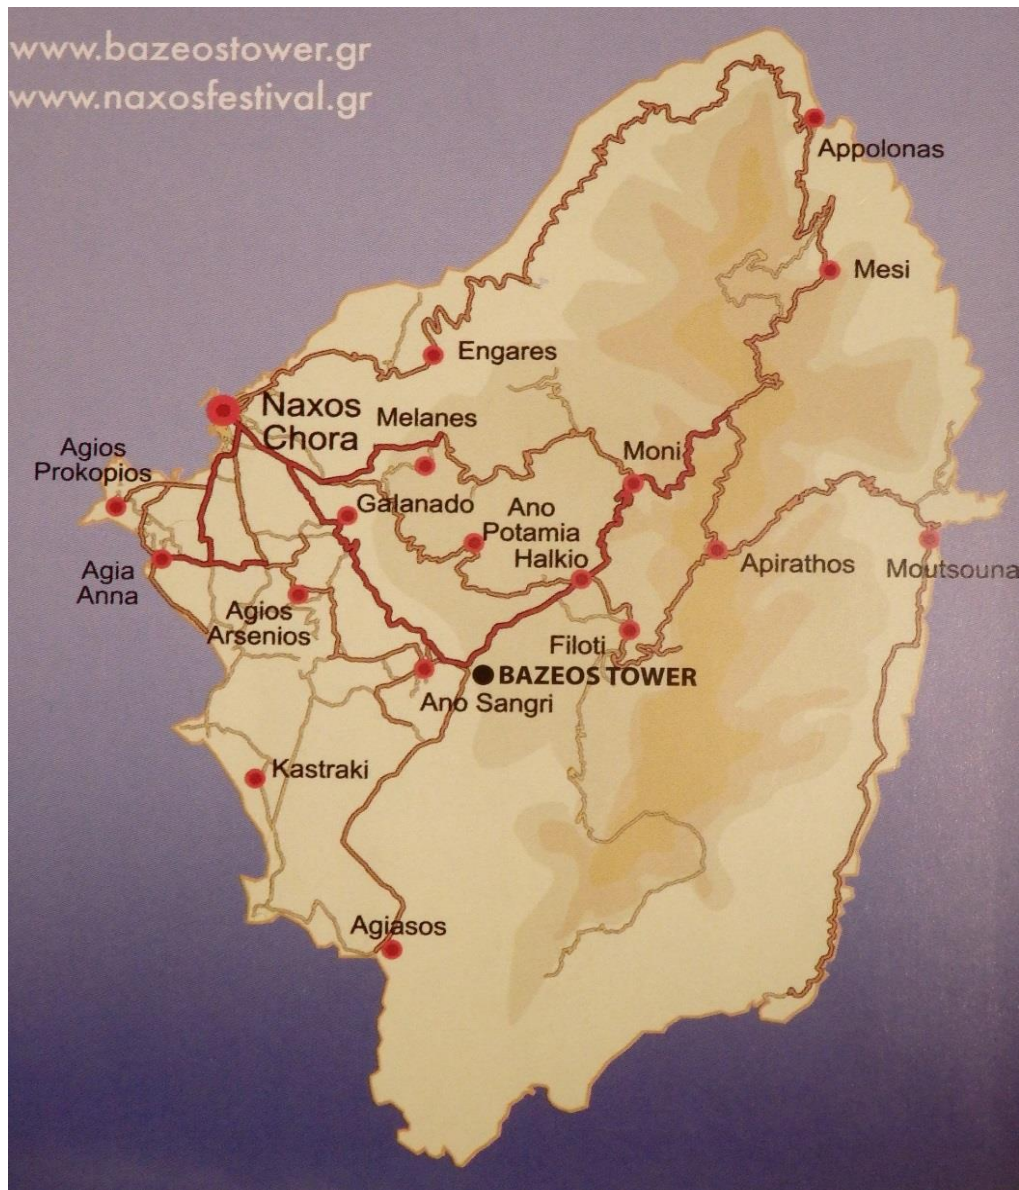 www.bazeostower.gr
www.naxosfestival.gr
Appolonas
Mesi
Engares
Naxos
Chora
Melanes
Agios
Prokopios
Moni
Galanado
Ano
Potamia
Halkio
Apirathos
Moutsouna
Agia
Anna
Agios
Arsenios
Filoti
BAZEOS TOWER
Ano Sangri
Kastraki
Agiasos